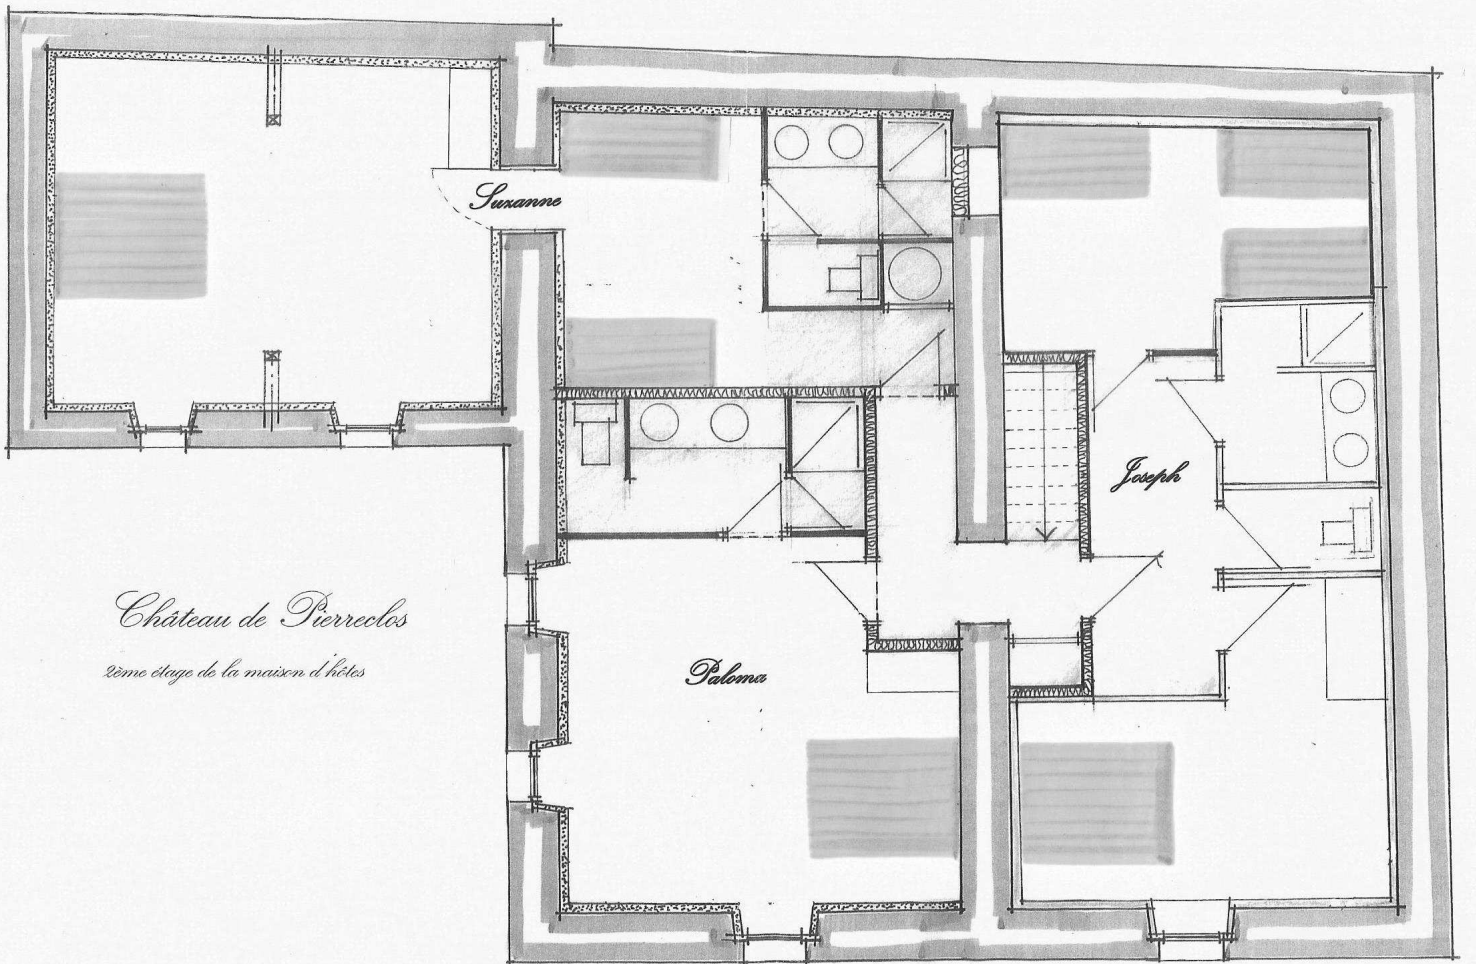 Suzanne
Joseph
Château de Pierreclos
2ème étage de la maison d'hôtes
Paloma